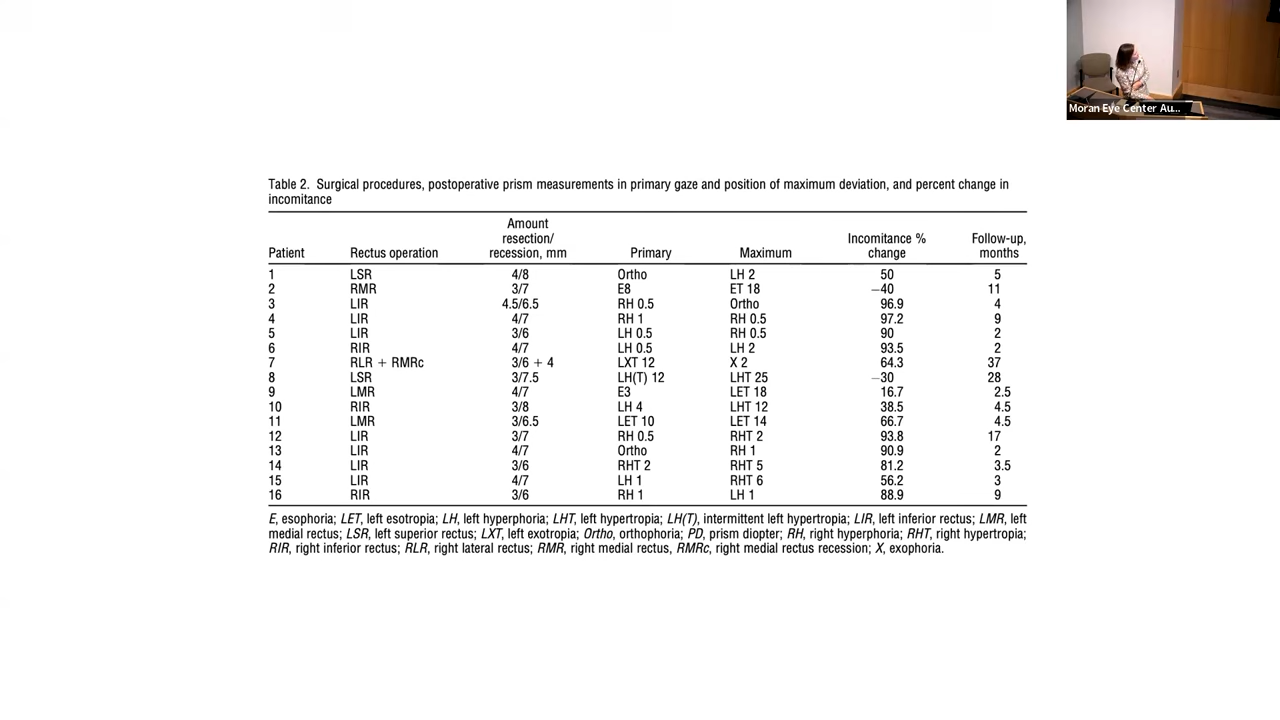 Moran Eye Center Au...
Table 2. Surgical procedures, postoperative prism measurements in primary gaze and position of maximum deviation, and percent change in
incomitance
Amount
resection/ Incomitance % Follow-up,
Patient Rectus operation recession, mm Primary Maximum change months
1 LSR 4/8 Ortho LH 2 50 5
2 RMR 3/7 E8 ET 18 −40 11
3 LIR 4.5/6.5 RH 0.5 Ortho 96.9 4
4 LIR 4/7 RH 1 RH 0.5 97.2 9
5 LIR 3/6 LH 0.5 RH 0.5 90 2
6 RIR 4/7 LH 0.5 LH 2 93.5 2
7 RLR + RMRc 3/6 + 4 LXT 12 X 2 64.3 37
8 LSR 3/7.5 LH(T) 12 LHT 25 −30 28
9 LMR 4/7 E3 LET 18 16.7 2.5
10 RIR 3/8 LH 4 LHT 12 38.5 4.5
11 LMR 3/6.5 LET 10 LET 14 66.7 4.5
12 LIR 3/7 RH 0.5 RHT 2 93.8 17
13 LIR 4/7 Ortho RH 1 90.9 2
14 LIR 3/6 RHT 2 RHT 5 81.2 3.5
15 LIR 4/7 LH 1 RHT 6 56.2 3
16 RIR 3/6 RH 1 LH 1 88.9 9
E, esophoria; LET, left esotropia; LH, left hyperphoria; LHT, left hypertropia; LH(T), intermittent left hypertropia; LIR, left inferior rectus; LMR, left
medial rectus; LSR, left superior rectus; LXT, left exotropia; Ortho, orthophoria; PD, prism diopter; RH, right hyperphoria; RHT, right hypertropia;
RIR, right inferior rectus; RLR, right lateral rectus; RMR, right medial rectus, RMRc, right medial rectus recession; X, exophoria.